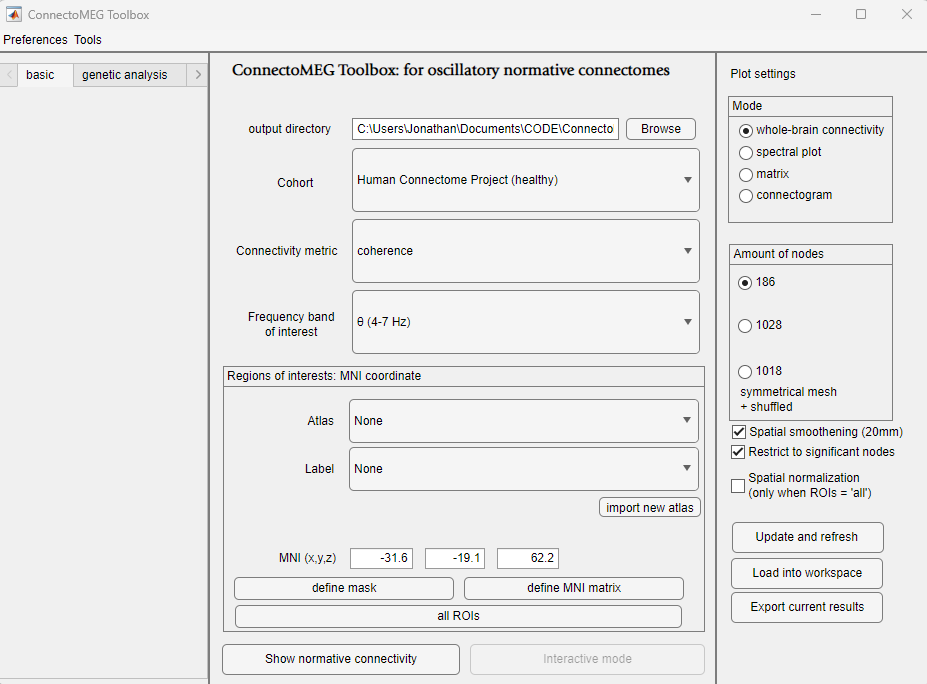 ConnectoMEG Toolbox
Preferences Tools
basic
genetic analysis
ConnectoMEG Toolbox: for oscillatory normative connectomes
output directory
C:\Users\Jonathan\Documents\CODE\Connecto
Browse
Cohort
Human Connectome Project (healthy)
Connectivity metric
coherence
Frequency band
of interest
θ (4-7 Hz)
Regions of interests: MNI coordinate
Atlas
None
Label
None
import new atlas
MNI (x,y,z)
-31.6
-19.1
62.2
define mask
define MNI matrix
all ROIs
Show normative connectivity
Interactive mode
Plot settings
Mode
whole-brain connectivity
spectral plot
matrix
connectogram
Amount of nodes
186
1028
1018
symmetrical mesh
+ shuffled
Spatial smoothening (20mm)
Restrict to significant nodes
Spatial normalization
(only when ROIs = 'all')
Update and refresh
Load into workspace
Export current results